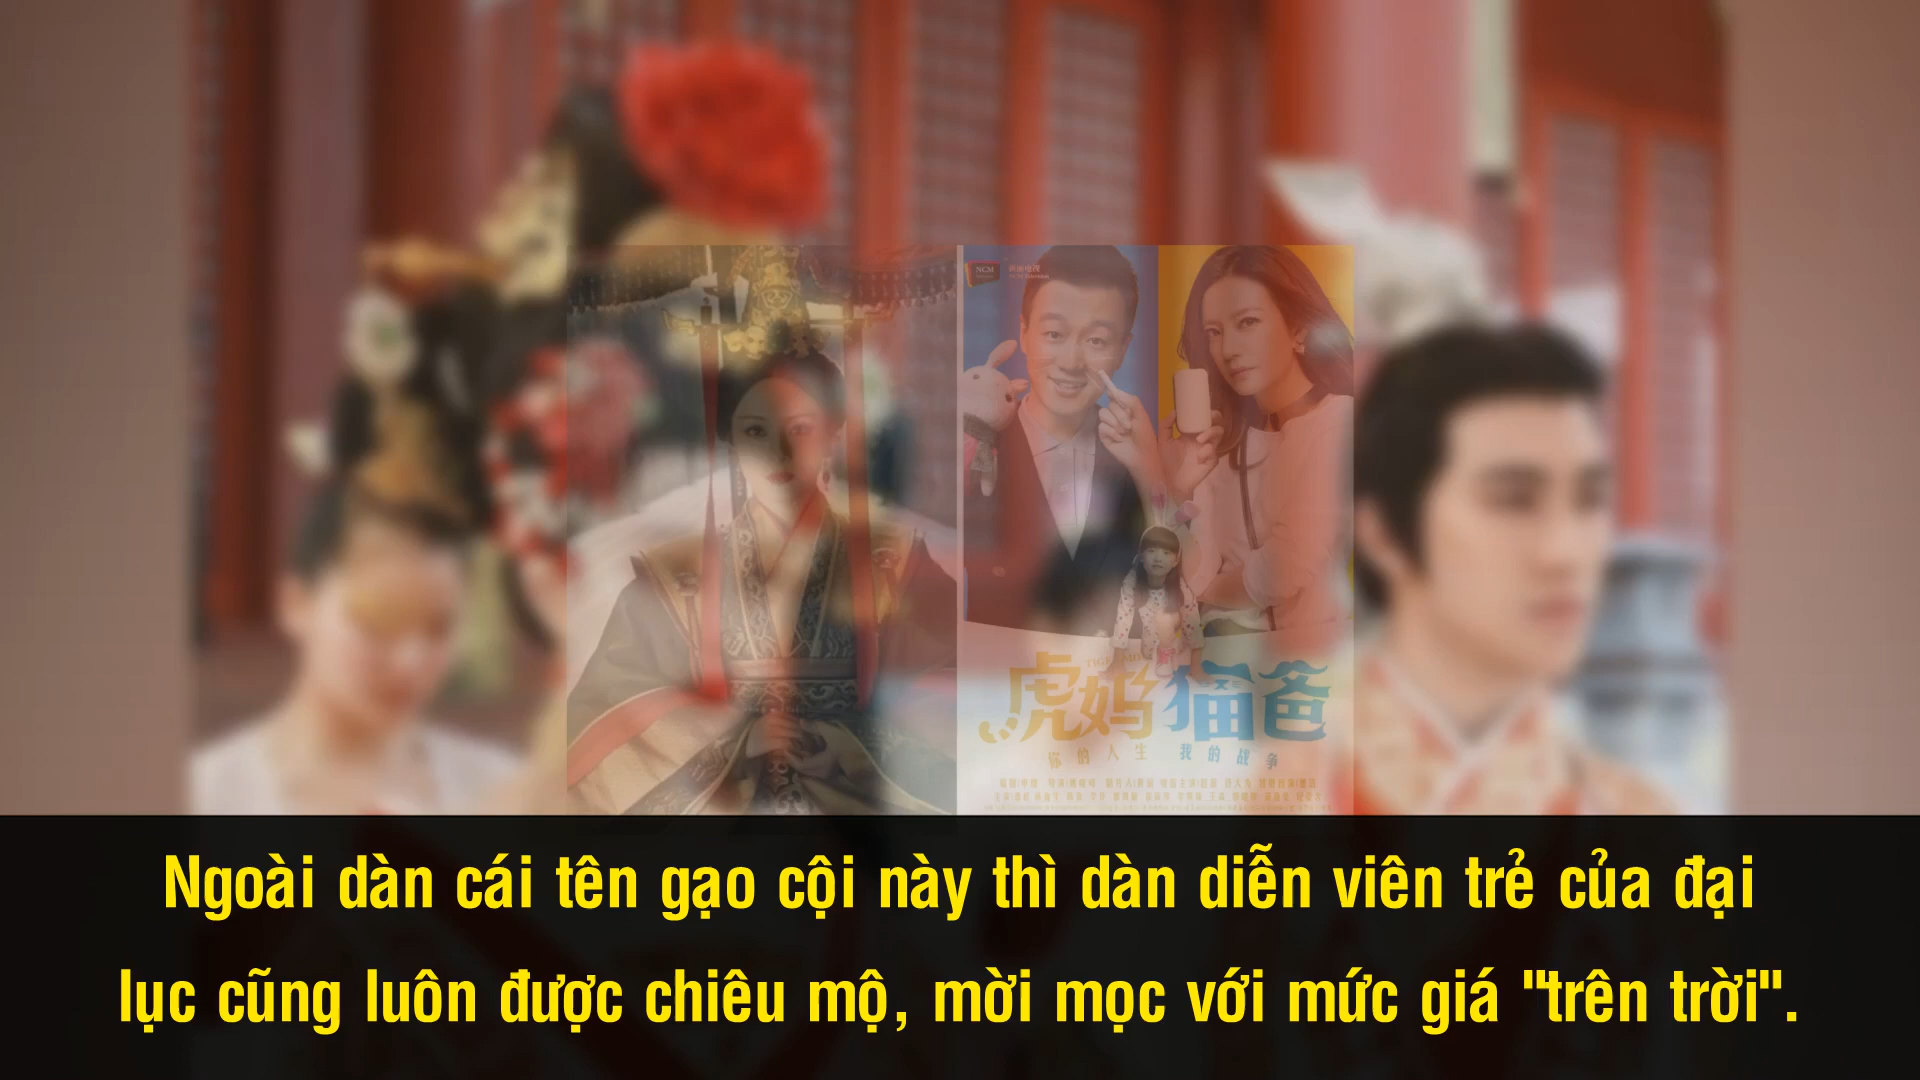 NCM
虎妈猫爸
你的人生 我的战争
Ngoài dàn cái tên gạo cội này thì dàn diễn viên trẻ của đại
lục cũng luôn được chiêu mộ, mời mọc với mức giá "trên trời".